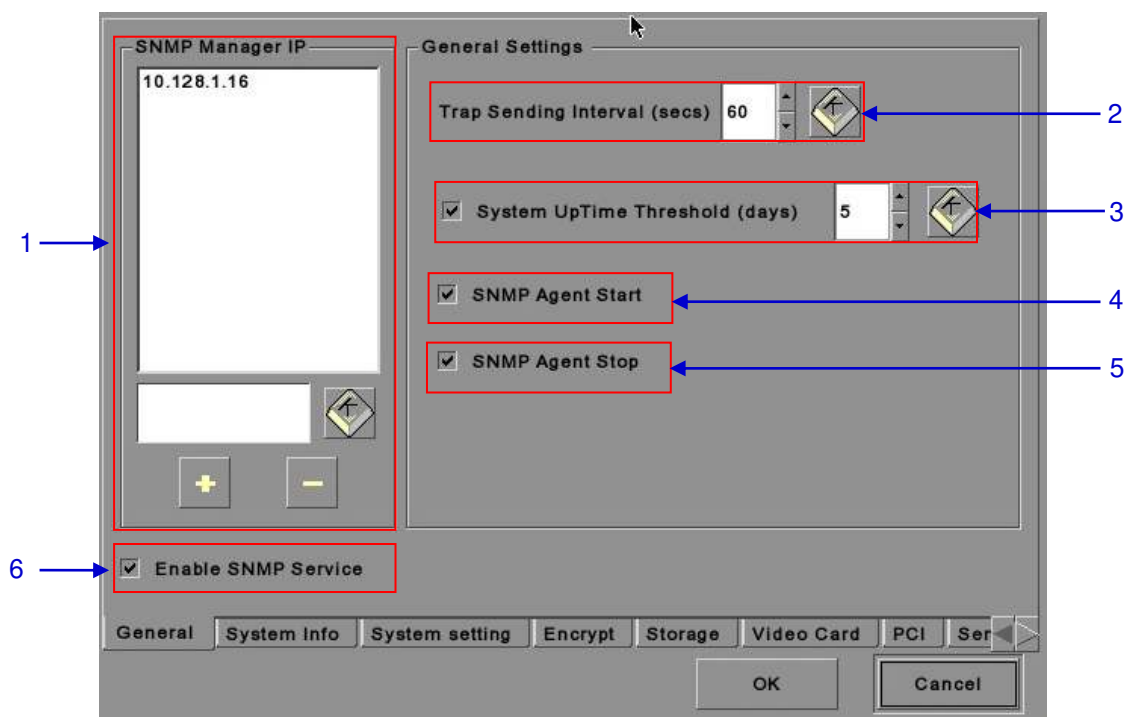 SNMP Manager IP
10.128.1.16
General Settings
Trap Sending Interval (secs) 60
2
System UpTime Threshold (days) 5
3
1
SNMP Agent Start
4
SNMP Agent Stop
5
6
Enable SNMP Service
General System Info System setting Encrypt Storage Video Card PCI Ser
OK Cancel